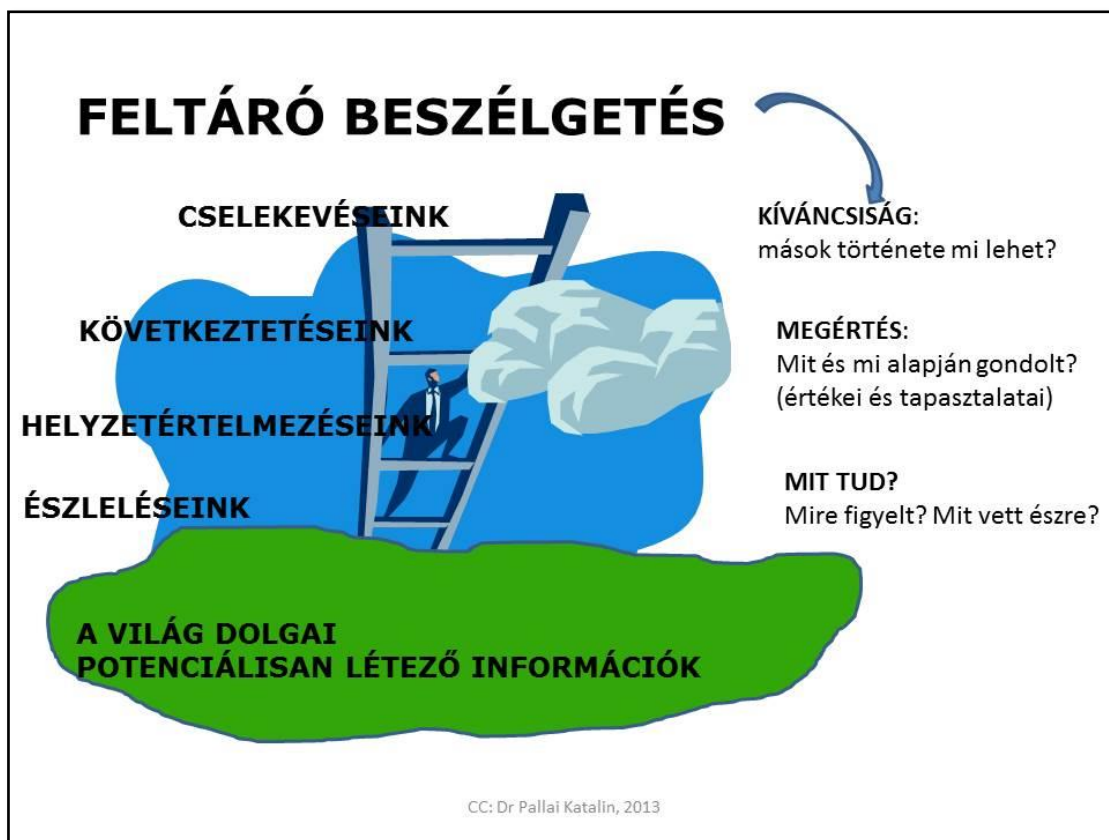 FELTÁRÓ BESZÉLGETÉS
CSELEKEVÉSEINK
KÖVETKEZTETÉSEINK
HELYZETÉRTELMEZÉSEINK
ÉSZLELÉSEINK
A VILÁG DOLGAI
POTENCIÁLISAN LÉTEZŐ INFORMÁCIÓK
KÍVÁNCSISÁG:
mások története mi lehet?
MEGÉRTÉS:
Mit és mi alapján gondolt?
(értékei és tapasztalatai)
MIT TUD?
Mire figyelt? Mit vett észre?
CC: Dr Pallai Katalin, 2013